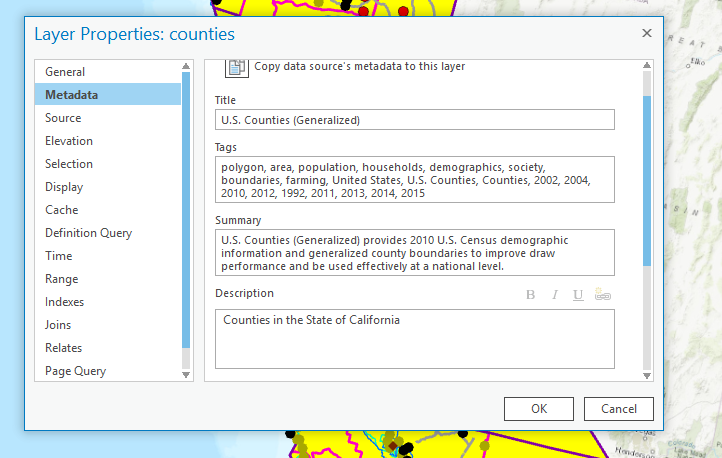 Layer Properties: counties
General
Metadata
Source
Elevation
Selection
Display
Cache
Definition Query
Time
Range
Indexes
Joins
Relates
Page Query
Copy data source's metadata to this layer
Title
U.S. Counties (Generalized)
Tags
polygon, area, population, households, demographics, society,
boundaries, farming, United States, U.S. Counties, Counties, 2002, 2004,
2010, 2012, 1992, 2011, 2013, 2014, 2015
Summary
U.S. Counties (Generalized) provides 2010 U.S. Census demographic
information and generalized county boundaries to improve draw
performance and be used effectively at a national level.
Description
B I U
Counties in the State of California
OK
Cancel
GREAT B
Elko
ASIN
Henderson